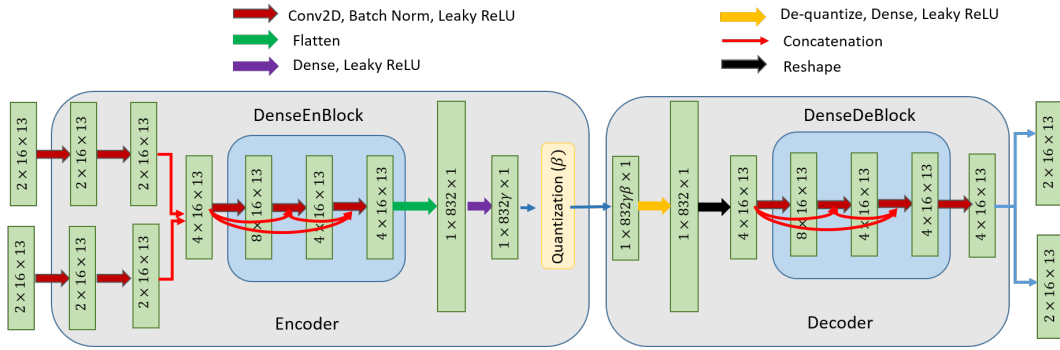 Conv2D, Batch Norm, Leaky ReLU
Flatten
Dense, Leaky ReLU
De-quantize, Dense, Leaky ReLU
Concatenation
Reshape
DenseEnBlock
2 × 16 × 13
2 × 16 × 13
2 × 16 × 13
2 × 16 × 13
2 × 16 × 13
2 × 16 × 13
4 × 16 × 13
8 × 16 × 13
4 × 16 × 13
4 × 16 × 13
1 × 832 × 1
1 × 832γ × 1
Quantization (β)
Encoder
DenseDeBlock
1 × 832γβ × 1
1 × 832 × 1
4 × 16 × 13
8 × 16 × 13
4 × 16 × 13
4 × 16 × 13
4 × 16 × 13
Decoder
2 × 16 × 13
2 × 16 × 13